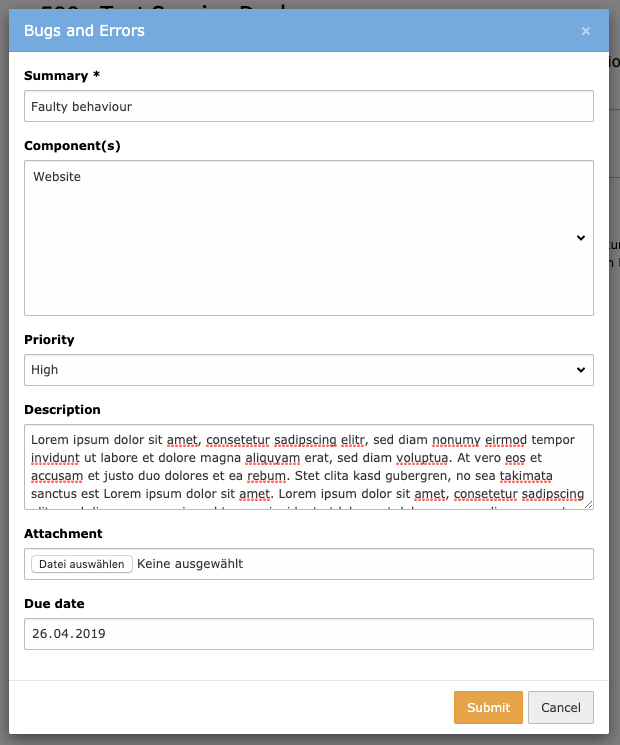 Bugs and Errors ×
Summary *
Faulty behaviour
Component(s)
Website
Priority
High
Description
Lorem ipsum dolor sit amet, consetetur sadipscing elitr, sed diam nonumy eirmod tempor
invidunt ut labore et dolore magna aliquyam erat, sed diam voluptua. At vero eos et
accusam et justo duo dolores et ea rebum. Stet clita kasd gubergren, no sea takimata
sanctus est Lorem ipsum dolor sit amet. Lorem ipsum dolor sit amet, consetetur sadipscing
Attachment
Datei auswählen Keine ausgewählt
Due date
26.04.2019
Submit Cancel